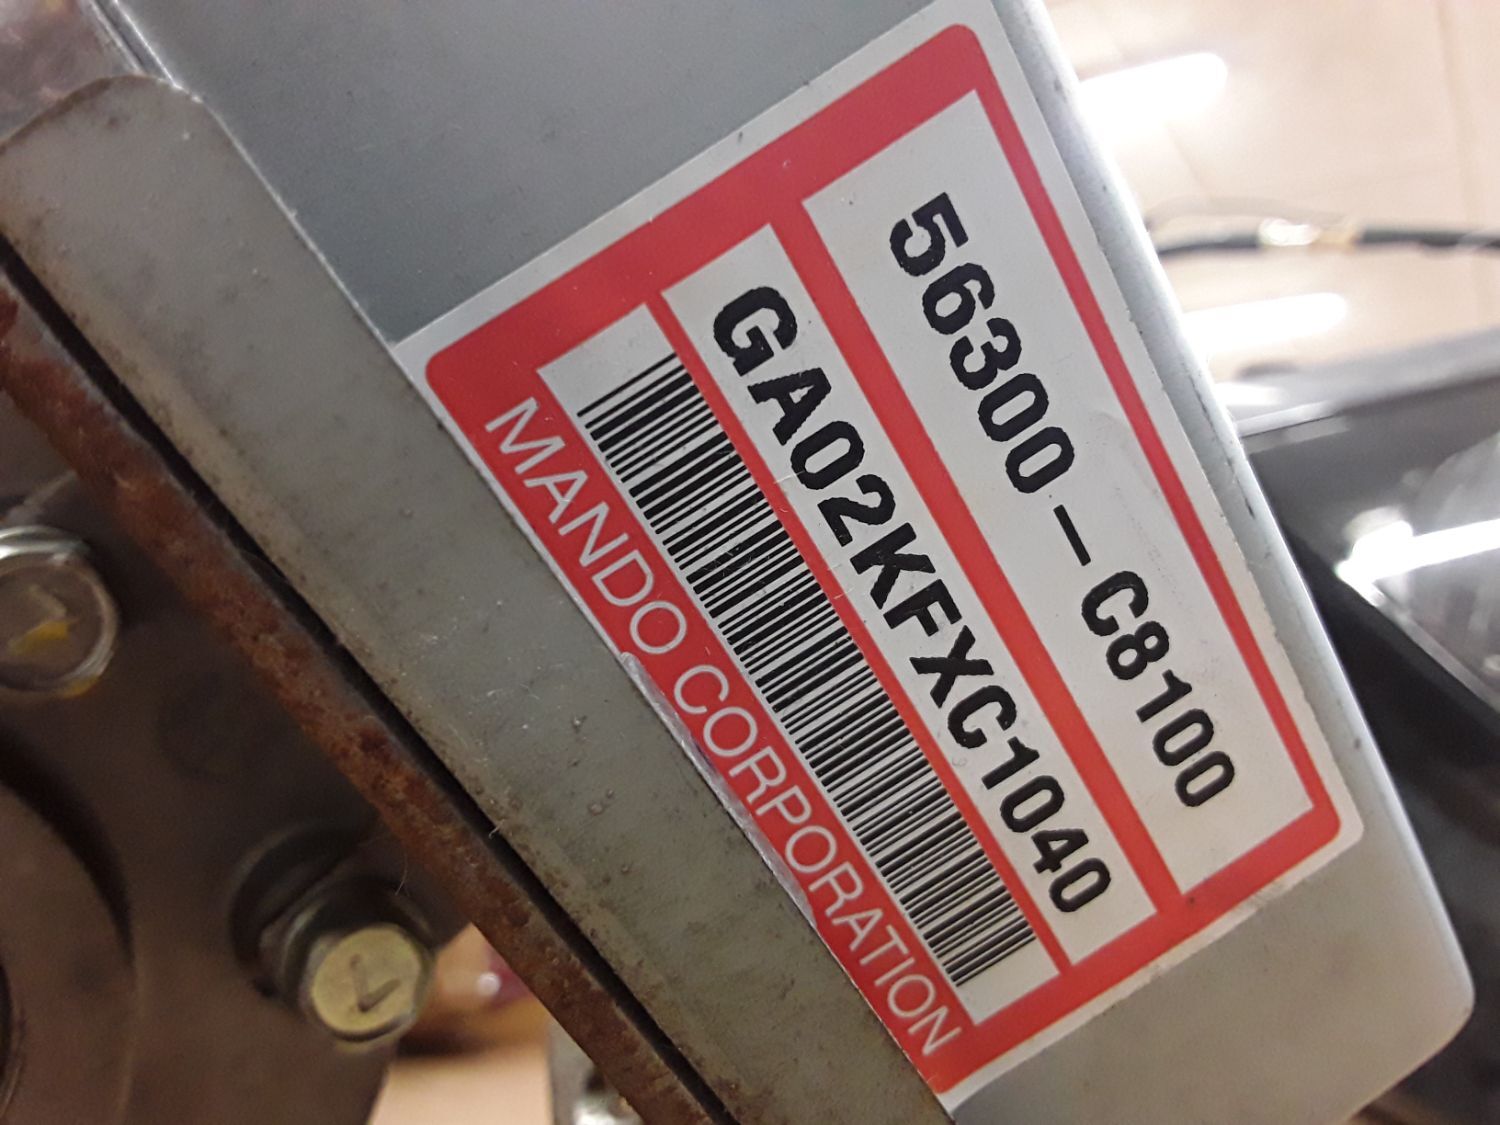 56300-C8100
GA02KFXC1040
MANDO CORPORATION